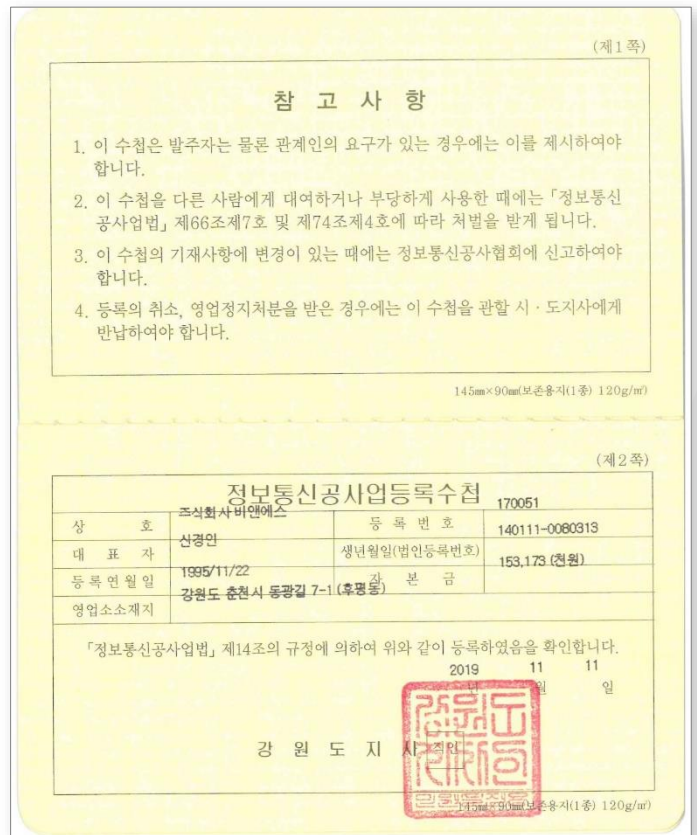 (제1쪽)
참 고 사 항
1. 이 수첩은 발주자는 물론 관계인의 요구가 있는 경우에는 이를 제시하여야
합니다.
2. 이 수첩을 다른 사람에게 대여하거나 부당하게 사용한 때에는 「정보통신
공사업법」 제66조제7호 및 제74조제4호에 따라 처벌을 받게 됩니다.
3. 이 수첩의 기재사항에 변경이 있는 때에는 정보통신공사협회에 신고하여야
합니다.
4. 등록의 취소, 영업정지처분을 받은 경우에는 이 수첩을 관할 시 · 도지사에게
반납하여야 합니다.
145㎜×90㎜(보존용지(1종) 120g/㎡)
(제2쪽)
정보통신공사업등록수첩
170051
상 호 주식회사 비앤에스 등 록 번 호
140111-0080313
대 표 자 신경인 생년월일(법인등록번호)
153,173 (천원)
등록연월일 1995/11/22 자 본 금
영업소소재지 강원도 춘천시 동광길 7-1 (후평동)
「정보통신공사업법」 제14조의 규정에 의하여 위와 같이 등록하였음을 확인합니다.
2019 11 11
년 월 일
강 원 도 지 사 직인
145㎜×90㎜(보존용지(1종) 120g/㎡)